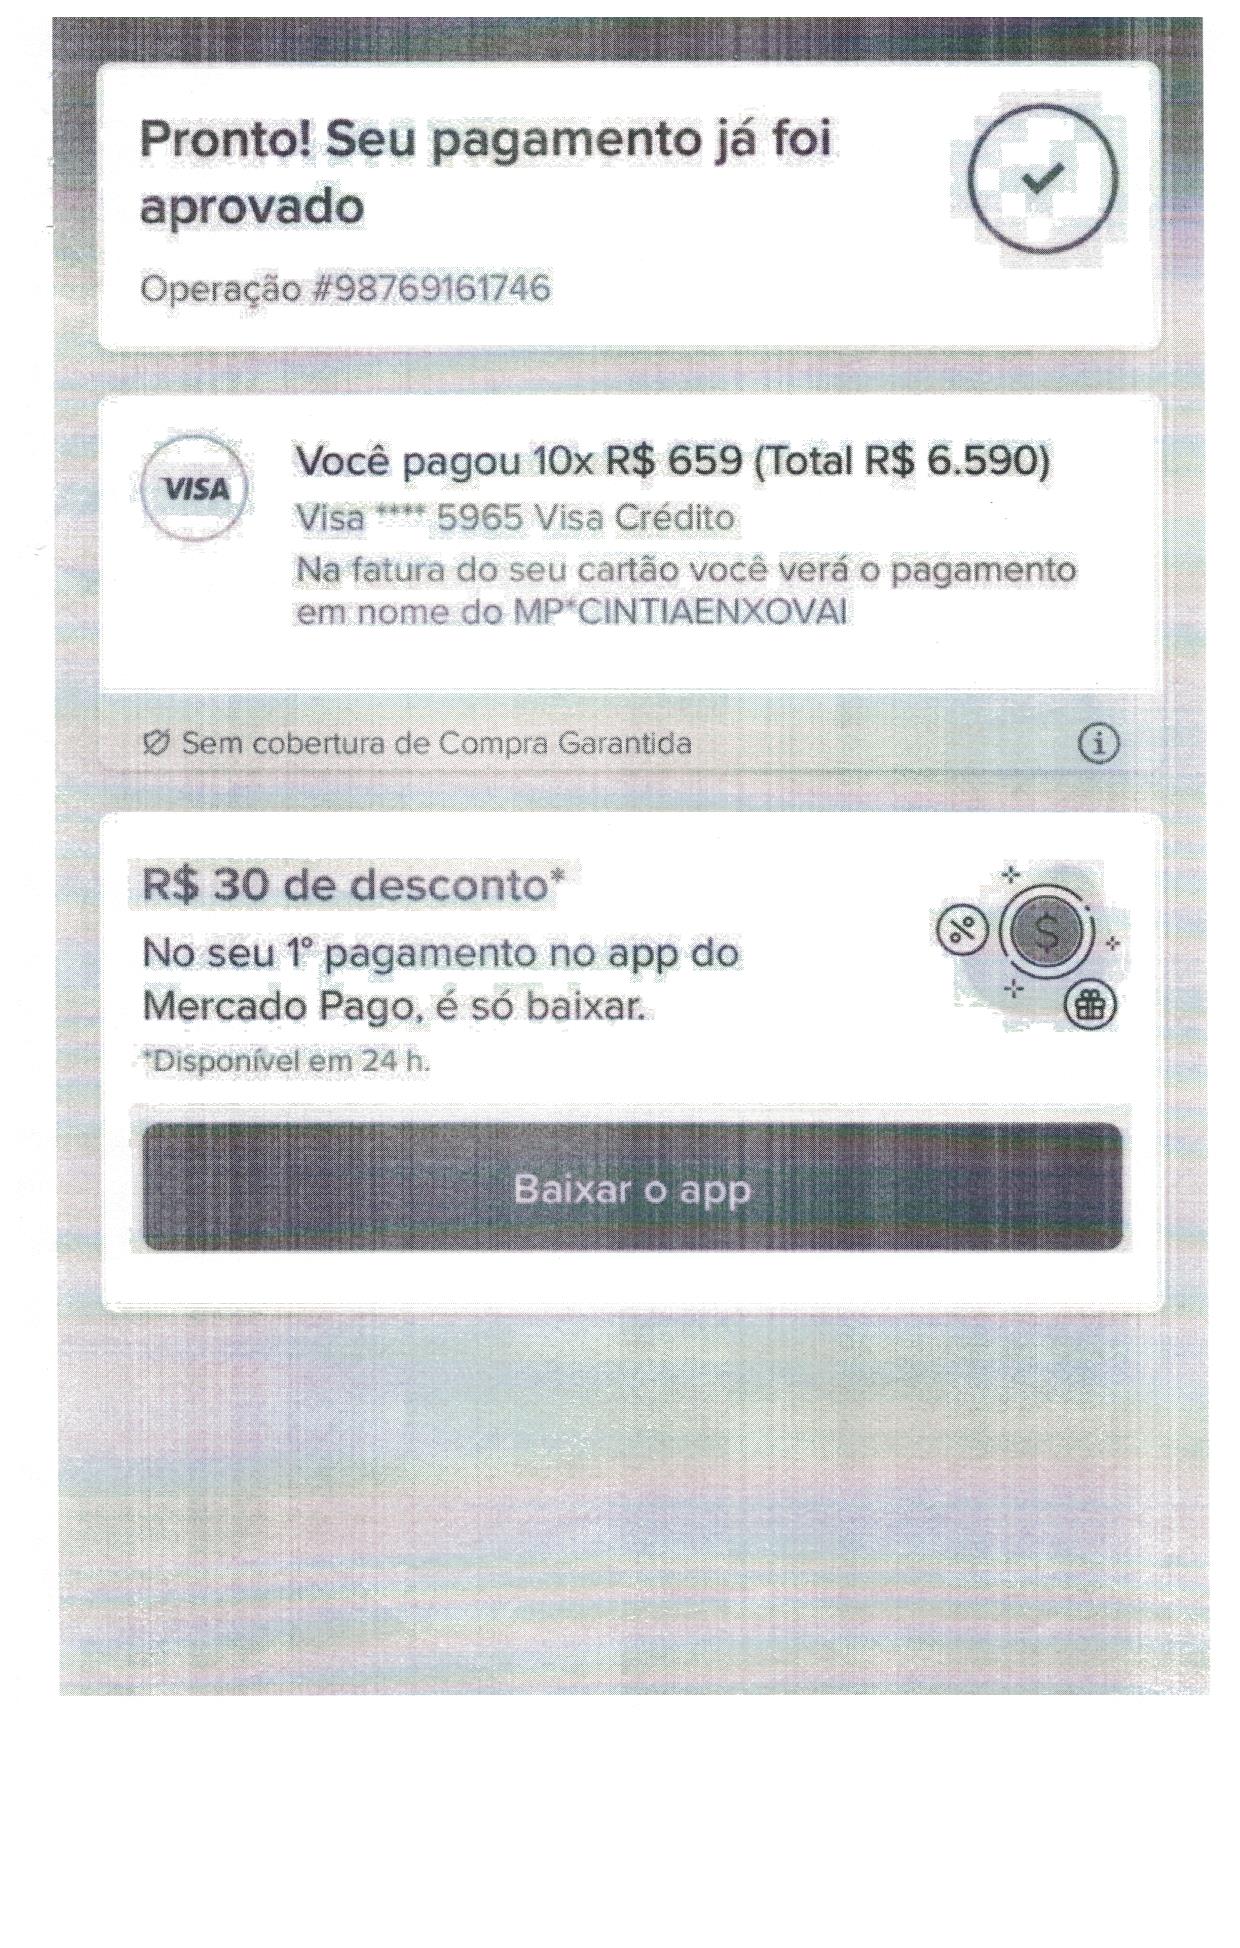 Pronto! Seu pagamento já foi
aprovado
Operação #98769161746
VISA
Você pagou 10x R$ 659 (Total R$ 6.590)
Visa **** 5965 Visa Crédito
Na fatura do seu cartão você verá o pagamento
em nome do MP*CINTIAENXOVAI
Sem cobertura de Compra Garantida
R$ 30 de desconto*
No seu 1° pagamento no app do
Mercado Pago, é só baixar.
*Disponível em 24 h.
Baixar o app